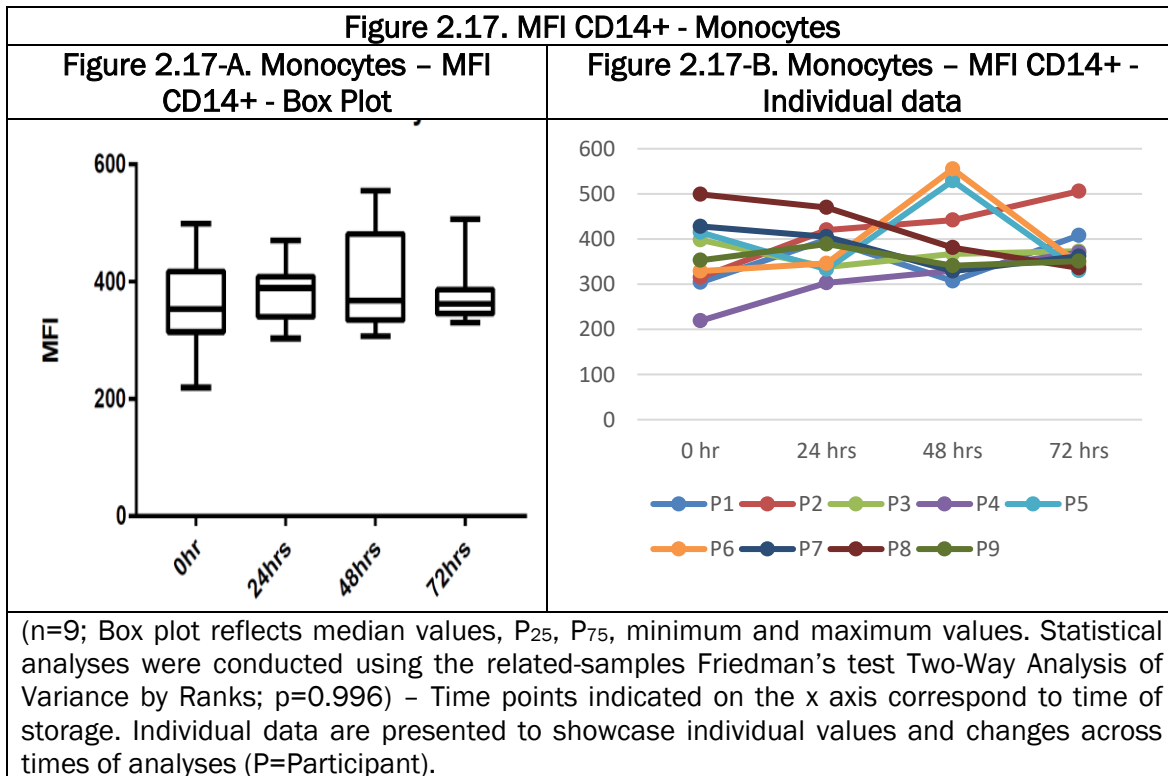 Figure 2.17. MFI CD14+ - Monocytes
Figure 2.17-A. Monocytes – MFI
CD14+ - Box Plot
Figure 2.17-B. Monocytes – MFI CD14+ -
Individual data
600
400
200
0
MFI
0hr
24hrs
48hrs
72hrs
600
500
400
300
200
100
0
0 hr
24 hrs
48 hrs
72 hrs
P1 P2 P3 P4 P5
P6 P7 P8 P9
(n=9; Box plot reflects median values, P25, P75, minimum and maximum values. Statistical
analyses were conducted using the related-samples Friedman’s test Two-Way Analysis of
Variance by Ranks; p=0.996) – Time points indicated on the x axis correspond to time of
storage. Individual data are presented to showcase individual values and changes across
times of analyses (P=Participant).